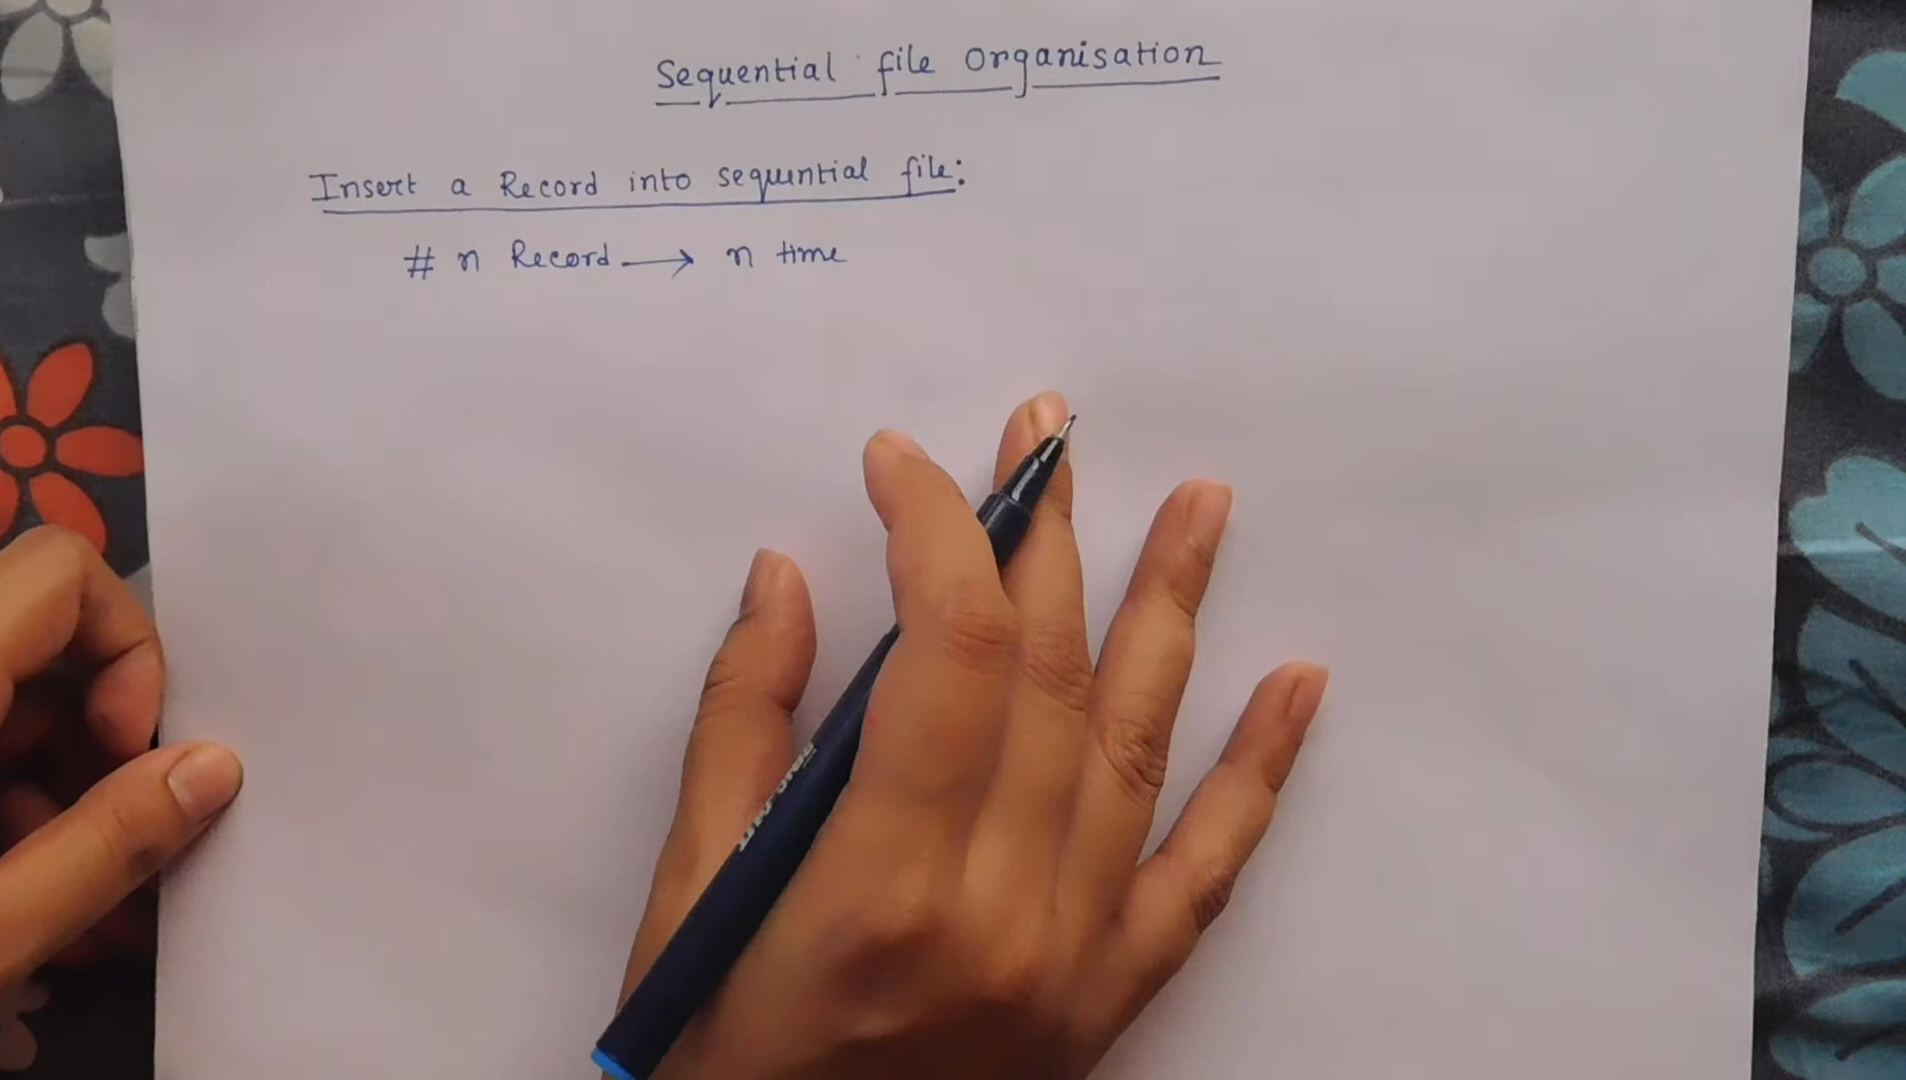 Sequential file Organisation
Insert a Record into sequential file:
# n Record → n time